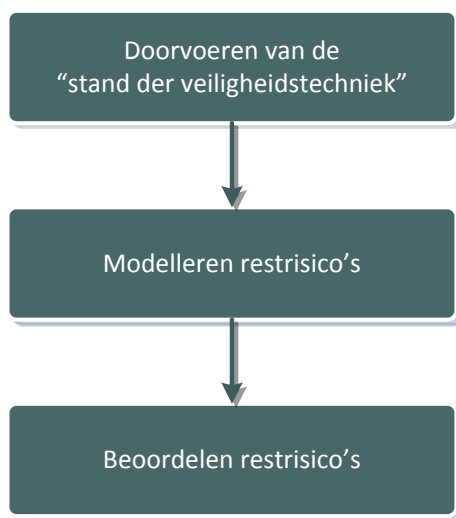 Doorvoeren van de
“stand der veiligheidstechniek”
Modelleren restrisico’s
Beoordelen restrisico’s